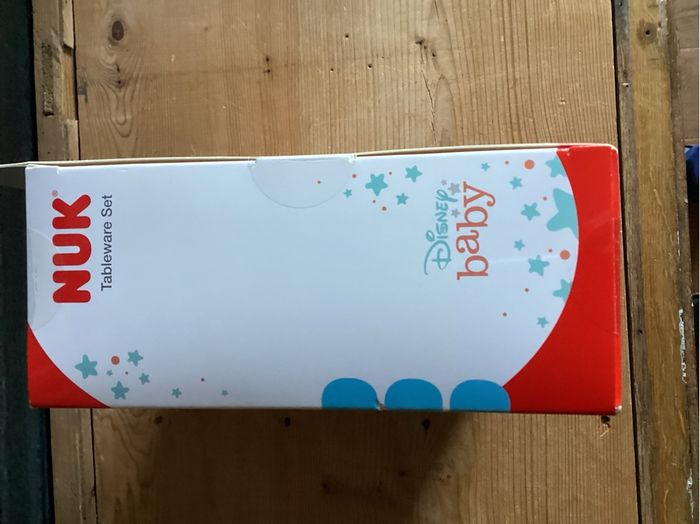 NUK®
Tableware Set
Disney
baby